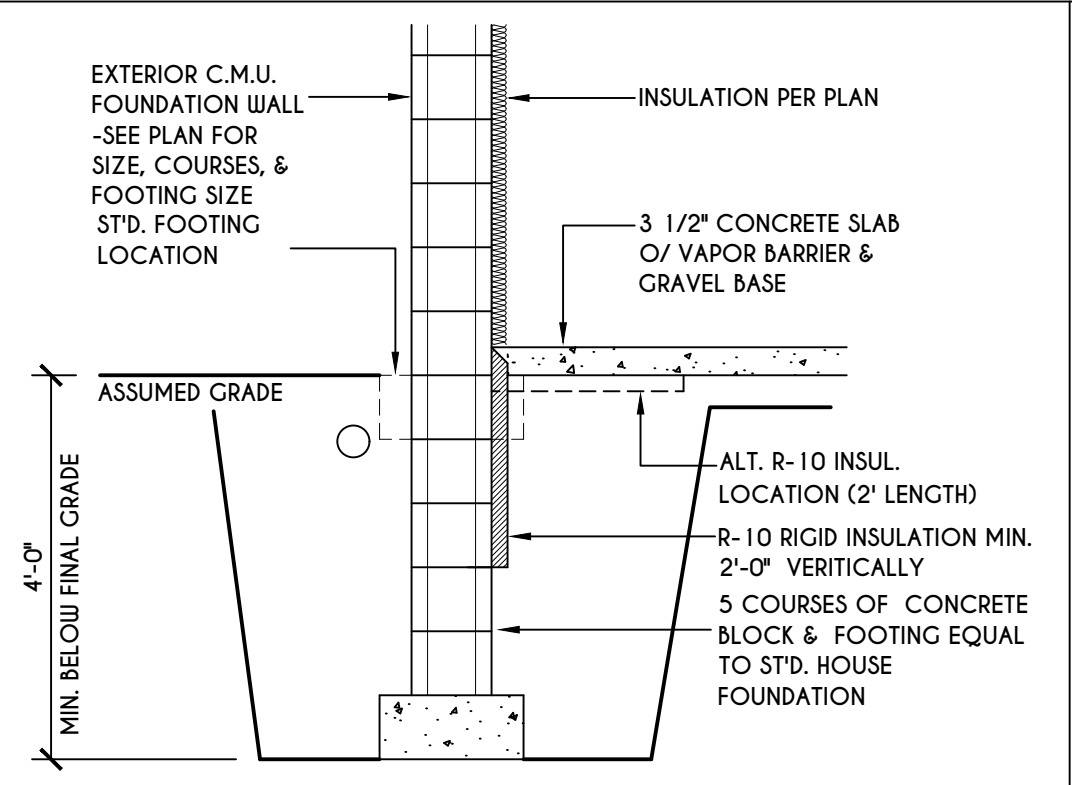 EXTERIOR C.M.U.
FOUNDATION WALL
-SEE PLAN FOR
SIZE, COURSES, &
FOOTING SIZE
ST'D. FOOTING
LOCATION
INSULATION PER PLAN
3 1/2" CONCRETE SLAB
O/ VAPOR BARRIER &
GRAVEL BASE
ASSUMED GRADE
4'-0"
MIN. BELOW FINAL GRADE
ALT. R-10 INSUL.
LOCATION (2' LENGTH)
R-10 RIGID INSULATION MIN.
2'-0" VERITICALLY
5 COURSES OF CONCRETE
BLOCK & FOOTING EQUAL
TO ST'D. HOUSE
FOUNDATION